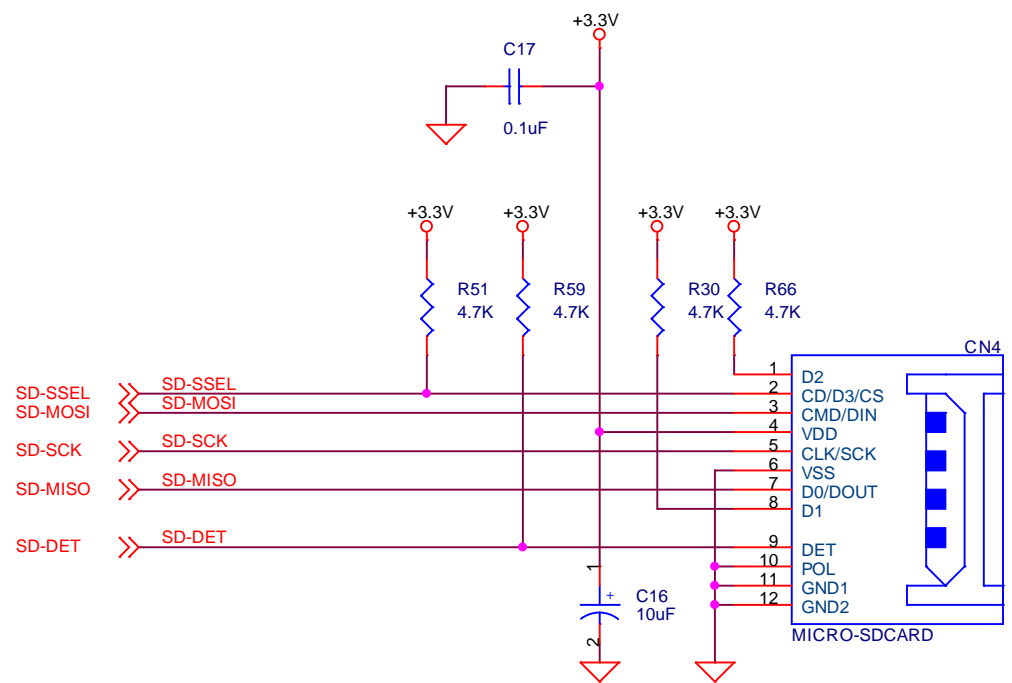 +3.3V
C17
0.1uF
+3.3V
+3.3V
+3.3V
+3.3V
R51
4.7K
R59
4.7K
R30
4.7K
R66
4.7K
CN4
SD-SSEL
SD-SSEL
SD-MOSI
SD-MOSI
SD-SCK
SD-SCK
SD-MISO
SD-MISO
SD-DET
SD-DET
1 D2
2 CD/D3/CS
3 CMD/DIN
4 VDD
5 CLK/SCK
6 VSS
7 D0/DOUT
8 D1
9 DET
10 POL
11 GND1
12 GND2
MICRO-SDCARD
1
+
C16
10uF
2